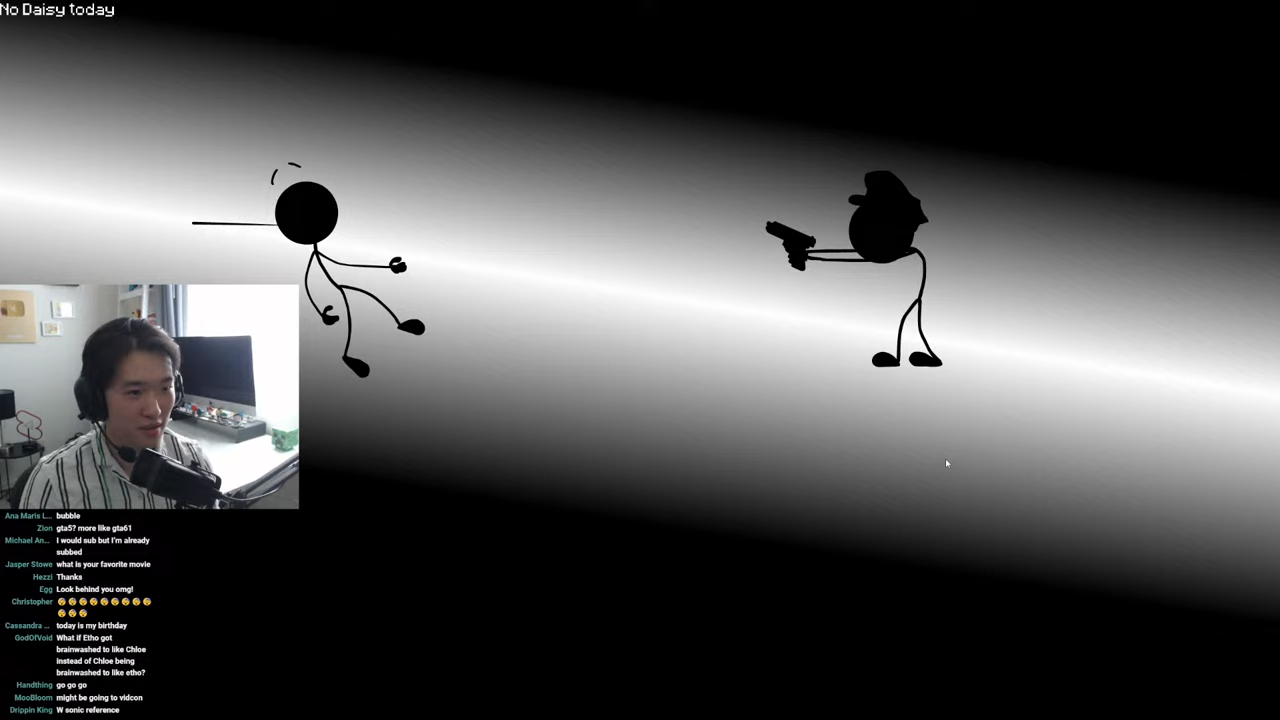 No Daisy today
Ana Maris L... bubble
Zion gta5? more like gta61
Michael An... I would sub but I'm already
subbed
Jasper Stowe what is your favorite movie
Hezzi Thanks
Egg Look behind you omg!
Christopher
Cassandra ... today is my birthday
GodOfVoid What if Etho got
brainwashed to like Chloe
instead of Chloe being
brainwashed to like etho?
Handthing go go go
MooBloom might be going to vidcon
Drippin King W sonic reference